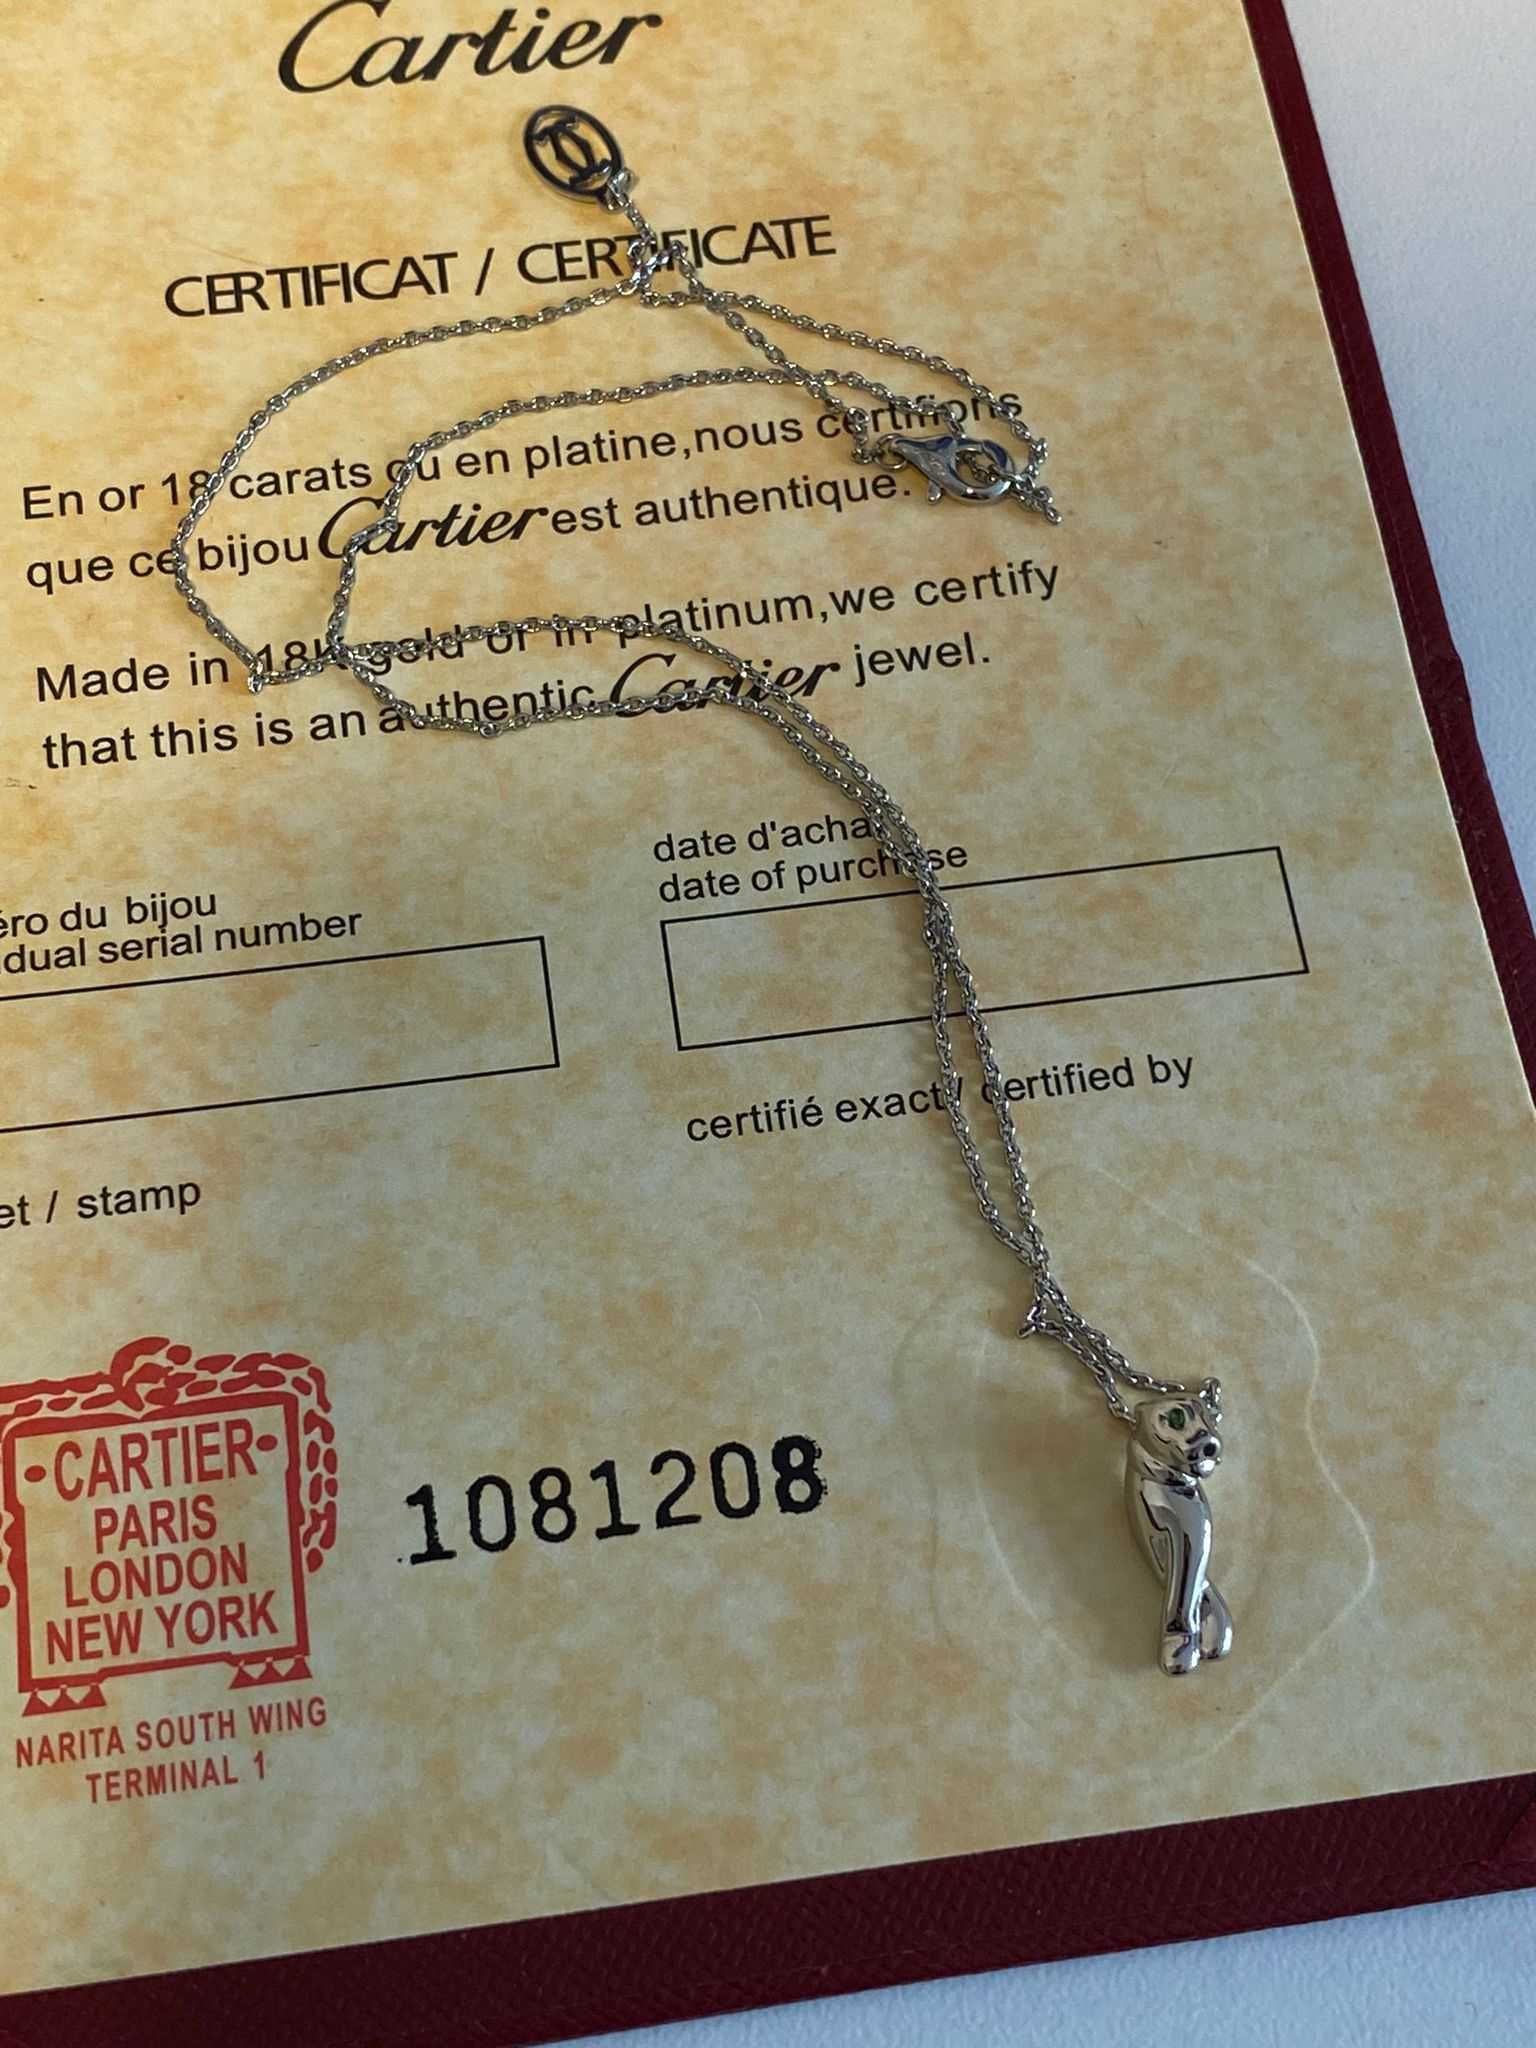 Cartier
CERTIFICAT / CERTIFICATE
En or 18 carats ou en platine,nous certifions
que ce bijou Cartier est authentique.
Made in 18K gold or in platinum,we certify
that this is an authentic Cartier jewel.
éro du bijou
dual serial number
date d'acha
date of purchase
certifié exact / certified by
et / stamp
•CARTIER•
PARIS
LONDON
NEW YORK
NARITA SOUTH WING
TERMINAL 1
1081208